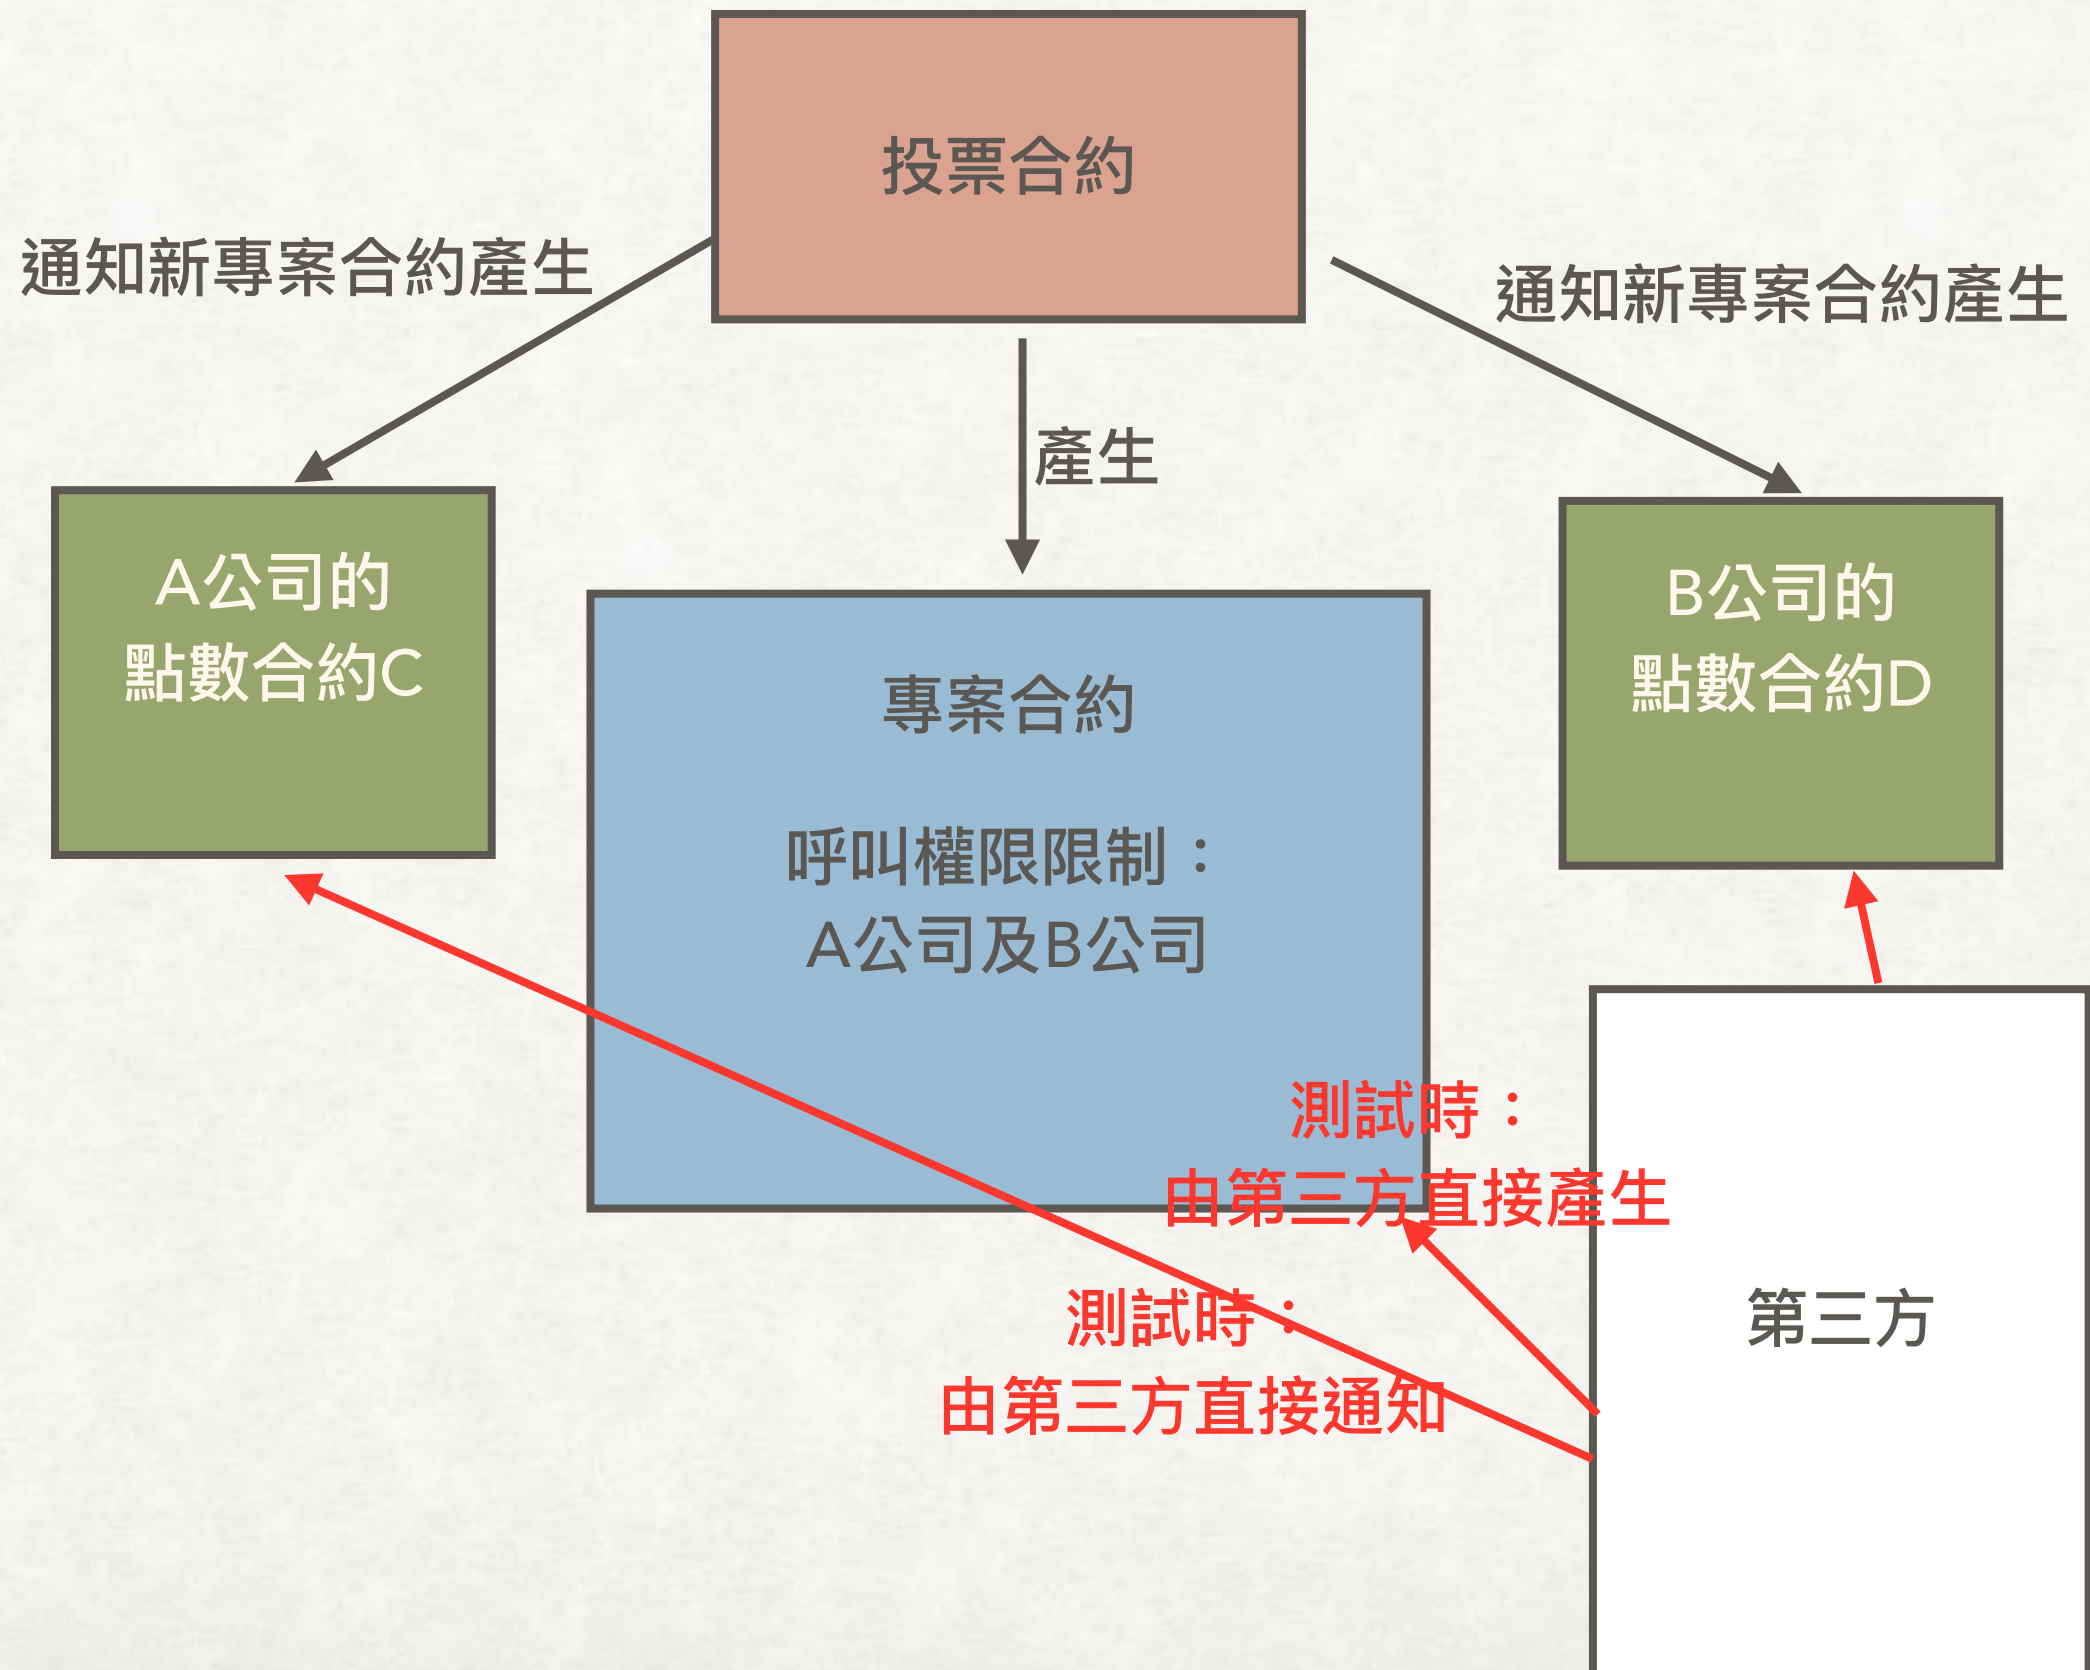 投票合約
通知新專案合約產生
通知新專案合約產生
產生
A公司的
點數合約C
B公司的
點數合約D
專案合約
呼叫權限限制：
A公司及B公司
測試時：
由第三方直接產生
測試時：
由第三方直接通知
第三方